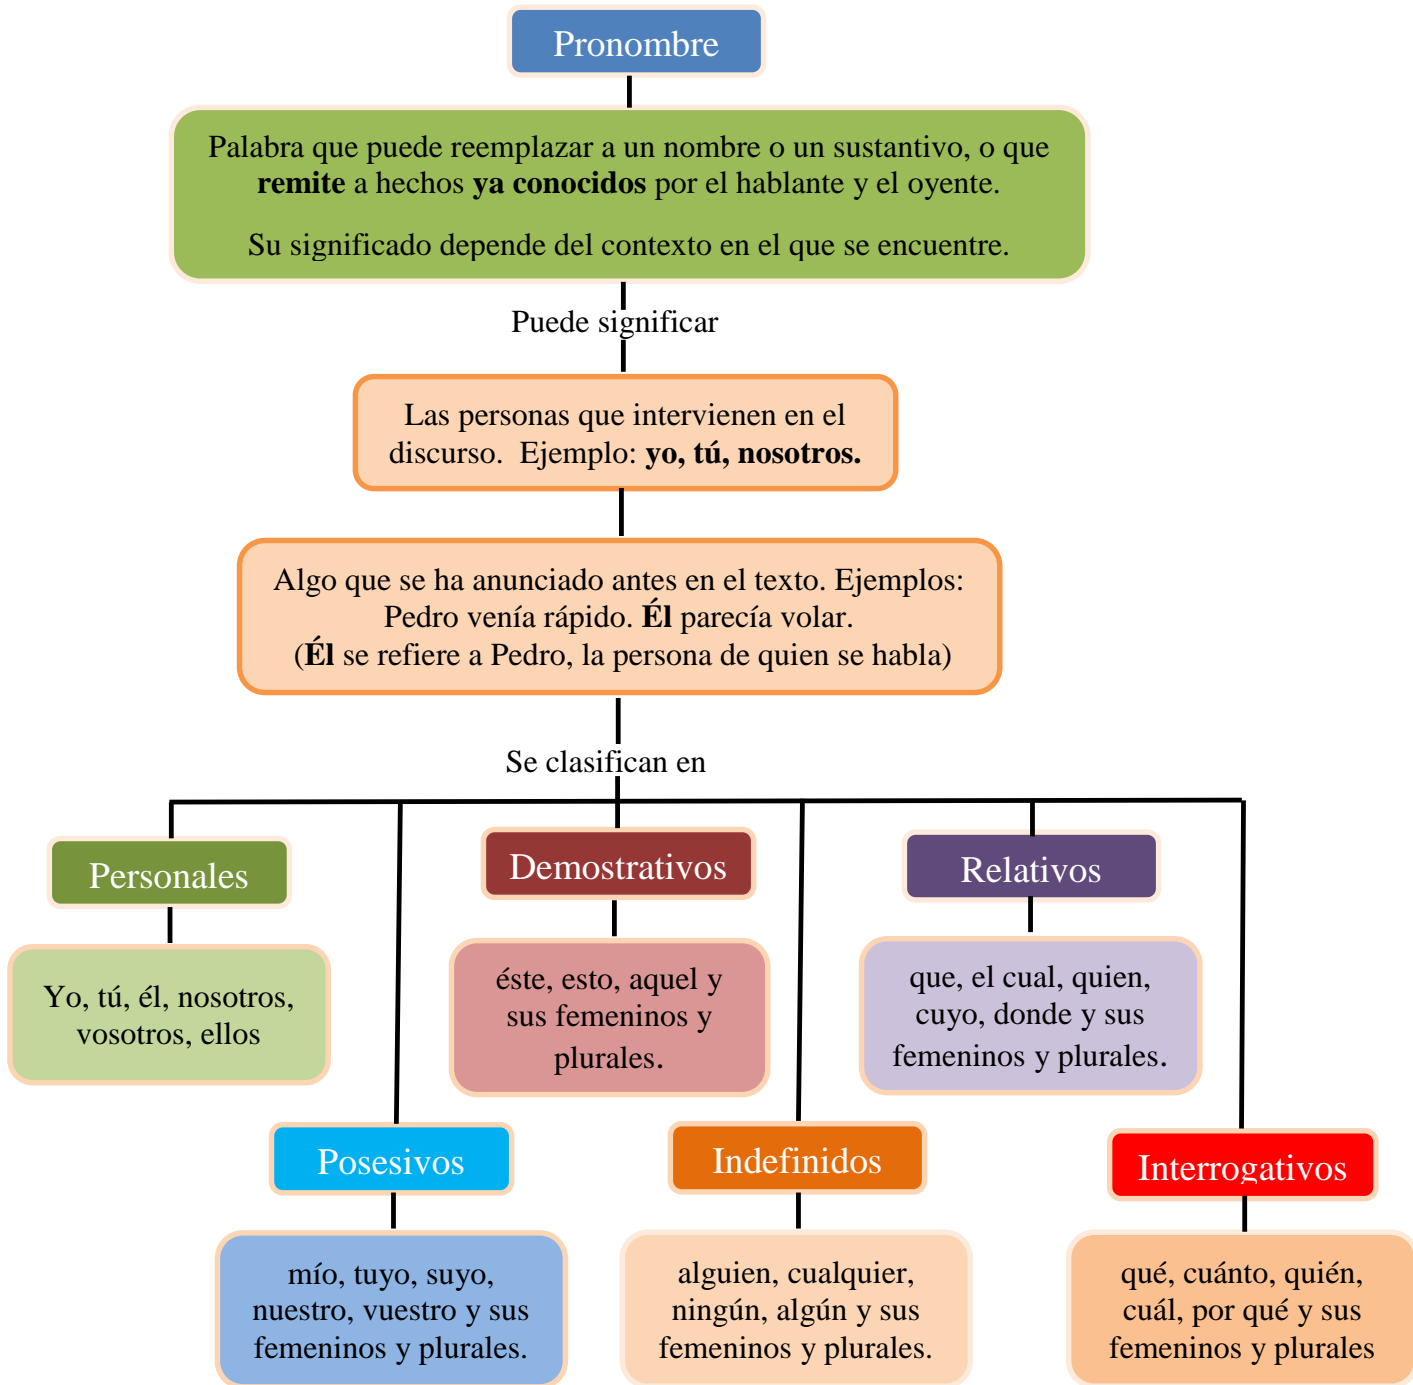 Pronombre
Palabra que puede reemplazar a un nombre o un sustantivo, o que
remite a hechos ya conocidos por el hablante y el oyente.
Su significado depende del contexto en el que se encuentre.
Puede significar
Las personas que intervienen en el
discurso. Ejemplo: yo, tú, nosotros.
Algo que se ha anunciado antes en el texto. Ejemplos:
Pedro venía rápido. Él parecía volar.
(Él se refiere a Pedro, la persona de quien se habla)
Se clasifican en
Personales
Yo, tú, él, nosotros,
vosotros, ellos
Demostrativos
éste, esto, aquel y
sus femeninos y
plurales.
Relativos
que, el cual, quien,
cuyo, donde y sus
femeninos y plurales.
Posesivos
mío, tuyo, suyo,
nuestro, vuestro y sus
femeninos y plurales.
Indefinidos
alguien, cualquier,
ningún, algún y sus
femeninos y plurales.
Interrogativos
qué, cuánto, quién,
cuál, por qué y sus
femeninos y plurales